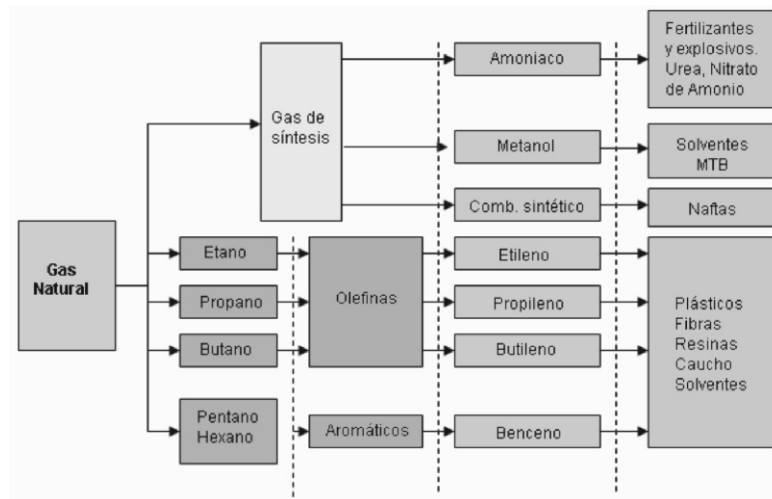 Fertilizantes
y explosivos.
Urea, Nitrato
de Amonio
Amoniaco
Gas de
síntesis
Metanol
Solventes
MTB
Comb. sintético
Naftas
Gas
Natural
Etano
Olefinas
Etileno
Propano
Propileno
Butano
Butileno
Plásticos
Fibras
Resinas
Caucho
Solventes
Pentano
Hexano
Aromáticos
Benceno